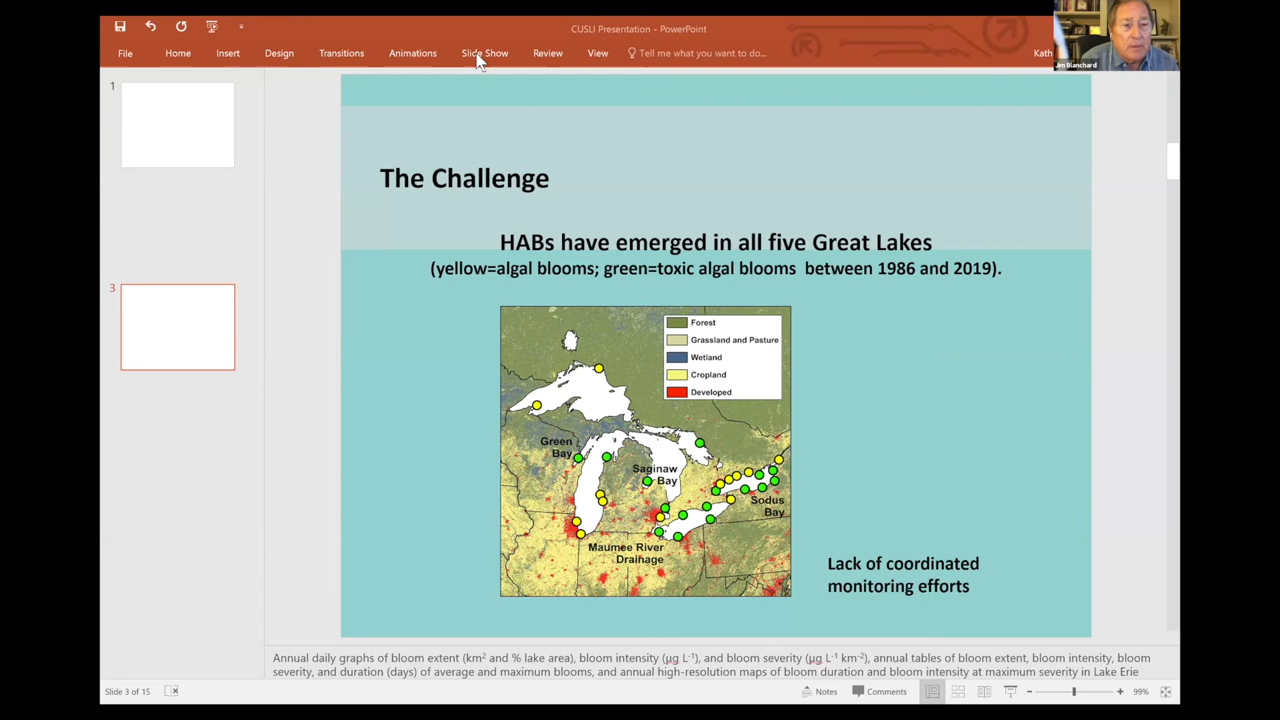 CUSLI Presentation - PowerPoint
File Home Insert Design Transitions Animations Slide Show Review View Tell me what you want to do... Kath
Jim Blanchard
1
3
The Challenge
HABs have emerged in all five Great Lakes
(yellow=algal blooms; green=toxic algal blooms between 1986 and 2019).
Forest
Grassland and Pasture
Wetland
Cropland
Developed
Green
Bay
Saginaw
Bay
Sodus
Bay
Maumee River
Drainage
Lack of coordinated
monitoring efforts
Annual daily graphs of bloom extent (km² and % lake area), bloom intensity (µg L⁻¹), and bloom severity (µg L⁻¹ km⁻²), annual tables of bloom extent, bloom intensity, bloom
severity, and duration (days) of average and maximum blooms, and annual high-resolution maps of bloom duration and bloom intensity at maximum severity in Lake Erie
Slide 3 of 15 Notes Comments 99%